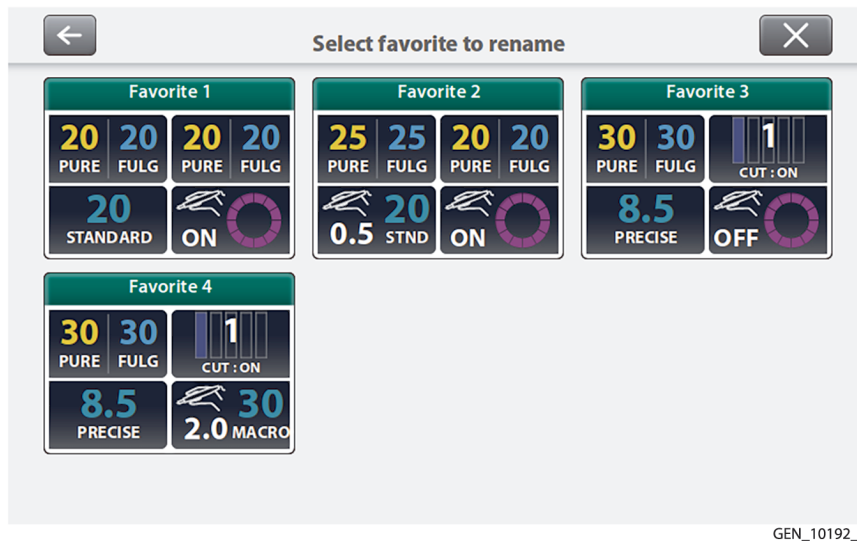 Select favorite to rename
Favorite 1
20 20 20 20
PURE FULG PURE FULG
20
STANDARD ON
Favorite 2
25 25 20 20
PURE FULG PURE FULG
0.5 20 STND ON
Favorite 3
30 30 1
PURE FULG CUT : ON
8.5
PRECISE OFF
Favorite 4
30 30 1
PURE FULG CUT : ON
8.5 30
PRECISE 2.0 MACRO
GEN_10192_